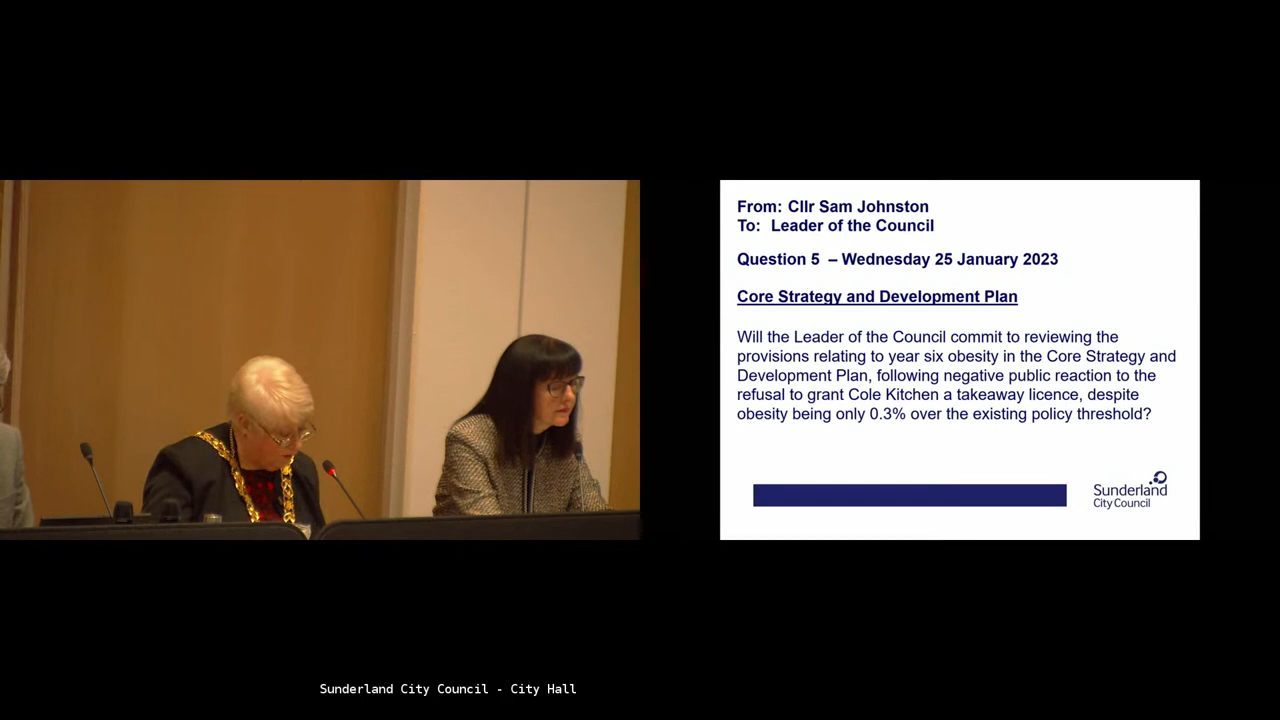 From: Cllr Sam Johnston
To: Leader of the Council
Question 5 – Wednesday 25 January 2023
Core Strategy and Development Plan
Will the Leader of the Council commit to reviewing the
provisions relating to year six obesity in the Core Strategy and
Development Plan, following negative public reaction to the
refusal to grant Cole Kitchen a takeaway licence, despite
obesity being only 0.3% over the existing policy threshold?
Sunderland
City Council
Sunderland City Council - City Hall